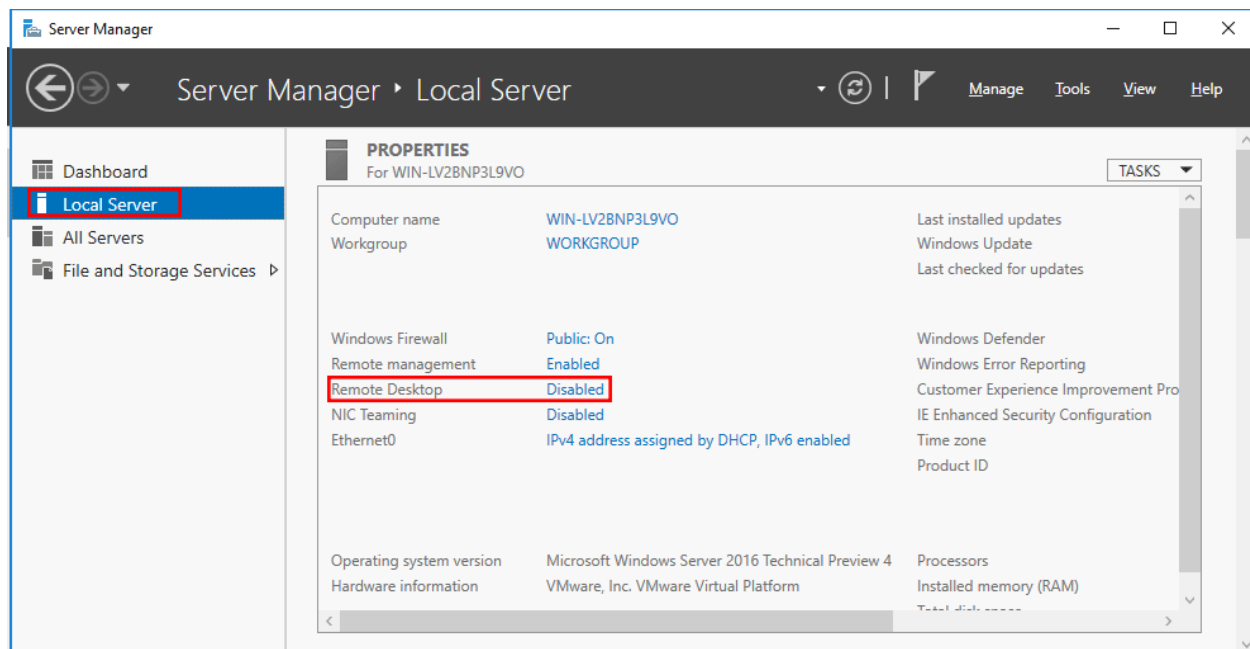 Server Manager
Server Manager ‣ Local Server
Manage Tools View Help
Dashboard
Local Server
All Servers
File and Storage Services
PROPERTIES
For WIN-LV2BNP3L9VO
TASKS
Computer name WIN-LV2BNP3L9VO Last installed updates
Workgroup WORKGROUP Windows Update
Last checked for updates
Windows Firewall Public: On Windows Defender
Remote management Enabled Windows Error Reporting
Remote Desktop Disabled Customer Experience Improvement Pro
NIC Teaming Disabled IE Enhanced Security Configuration
Ethernet0 IPv4 address assigned by DHCP, IPv6 enabled Time zone
Product ID
Operating system version Microsoft Windows Server 2016 Technical Preview 4 Processors
Hardware information VMware, Inc. VMware Virtual Platform Installed memory (RAM)
Total disk space